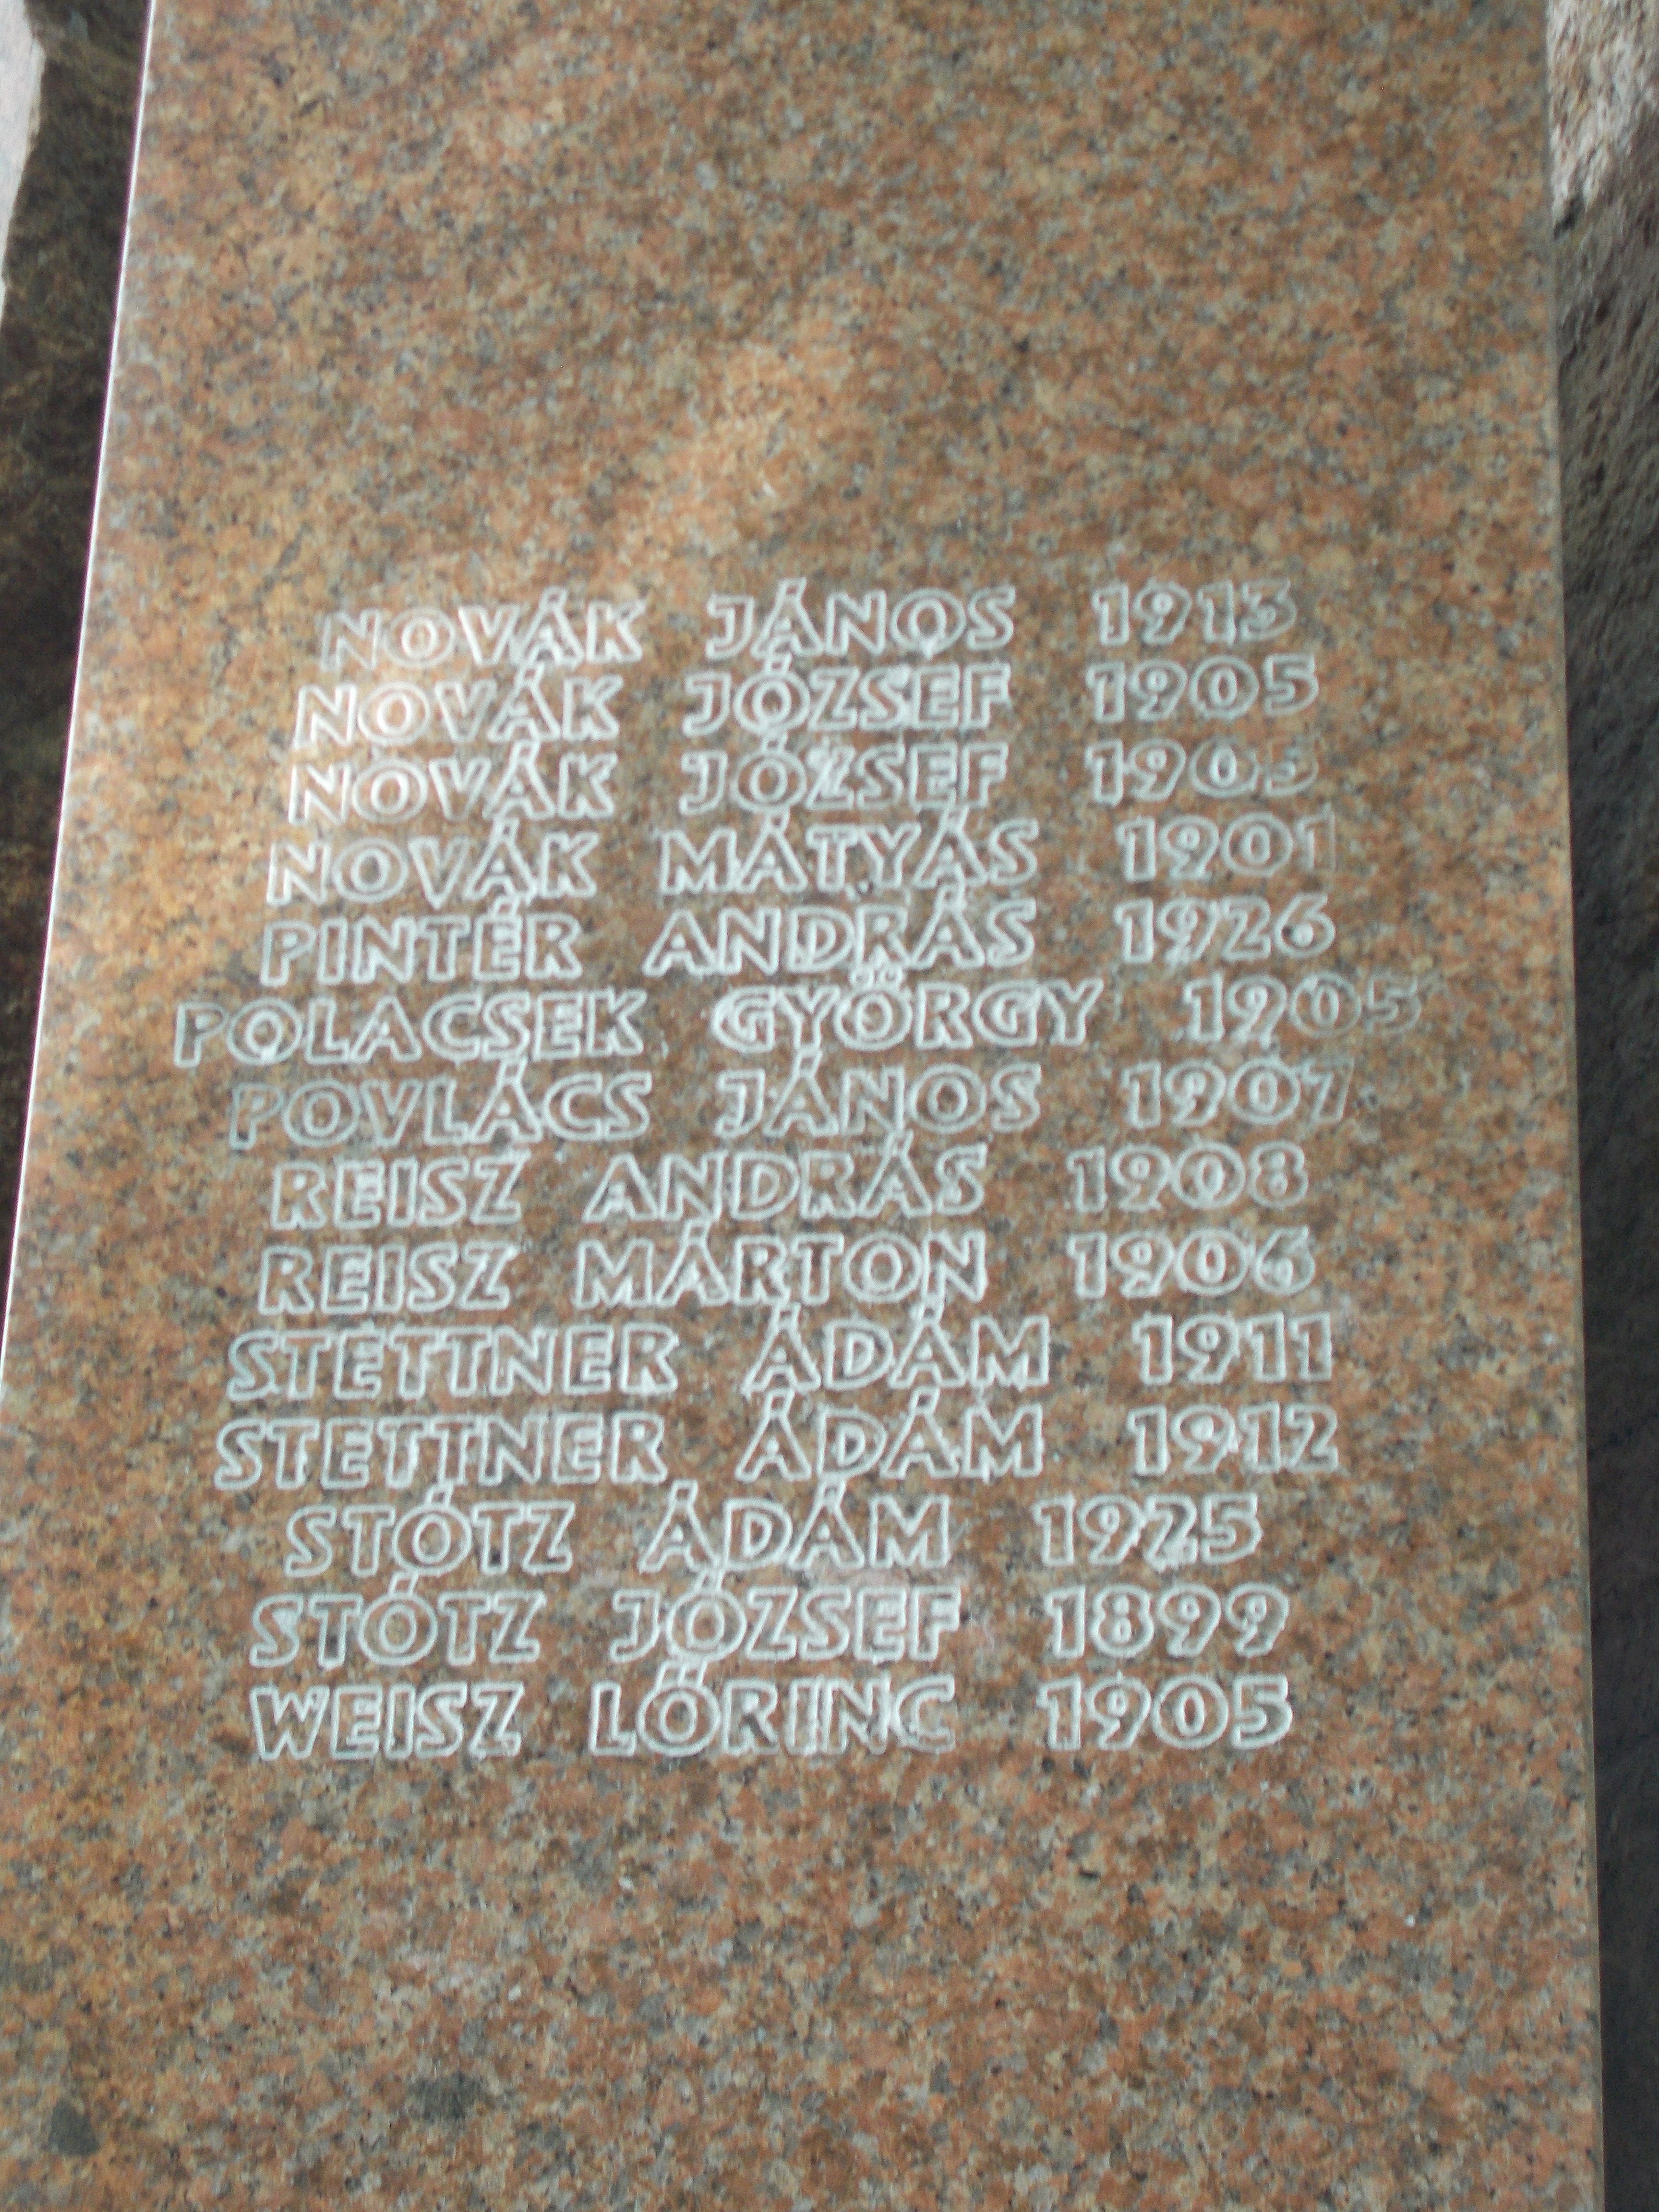 NOVÁK JÁNOS 1913
NOVÁK JÓZSEF 1905
NOVÁK JÓZSEF 1905
NOVÁK MÁTYÁS 1901
PINTÉR ANDRÁS 1926
POLACSEK GYÖRGY 1905
POVLÁCS JÁNOS 1907
REISZ ANDRÁS 1908
REISZ MÁRTON 1906
STETTNER ÁDÁM 1911
STETTNER ÁDÁM 1912
STÓTZ ÁDÁM 1925
STÓTZ JÓZSEF 1899
WEISZ LŐRINC 1905